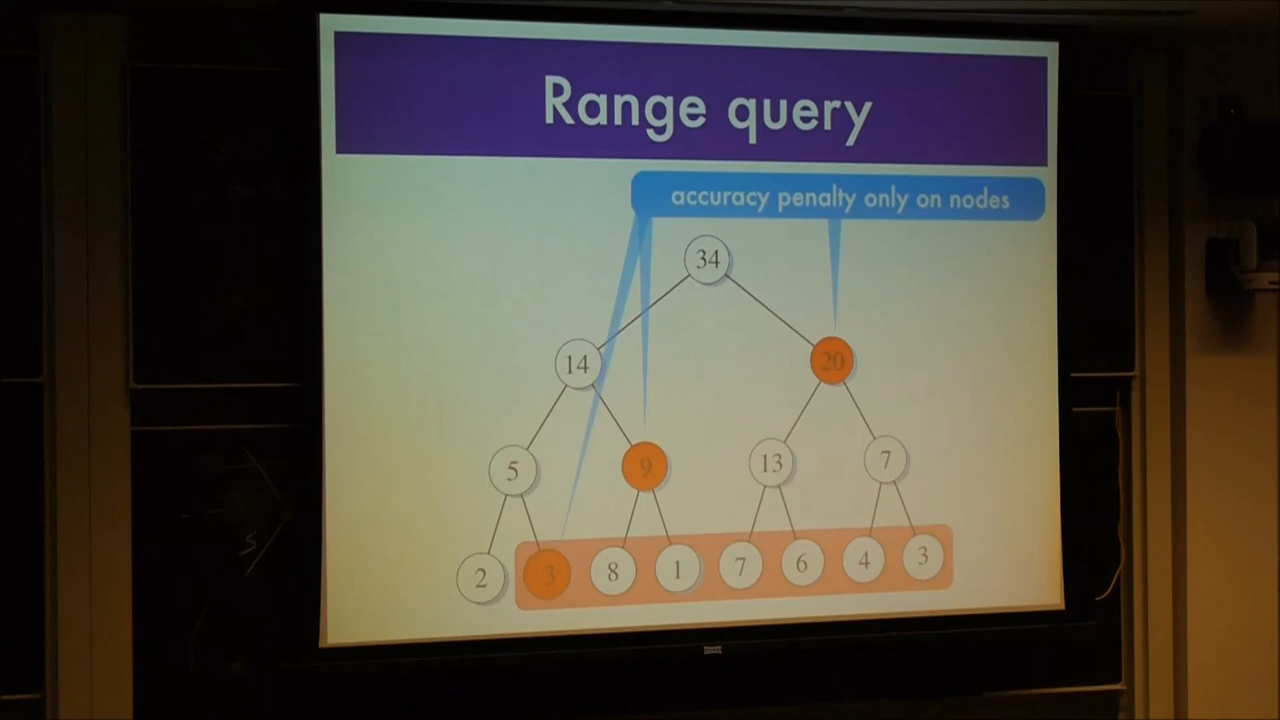 Range query
accuracy penalty only on nodes
34
14 20
5 9 13 7
2 3 8 1 7 6 4 3
S